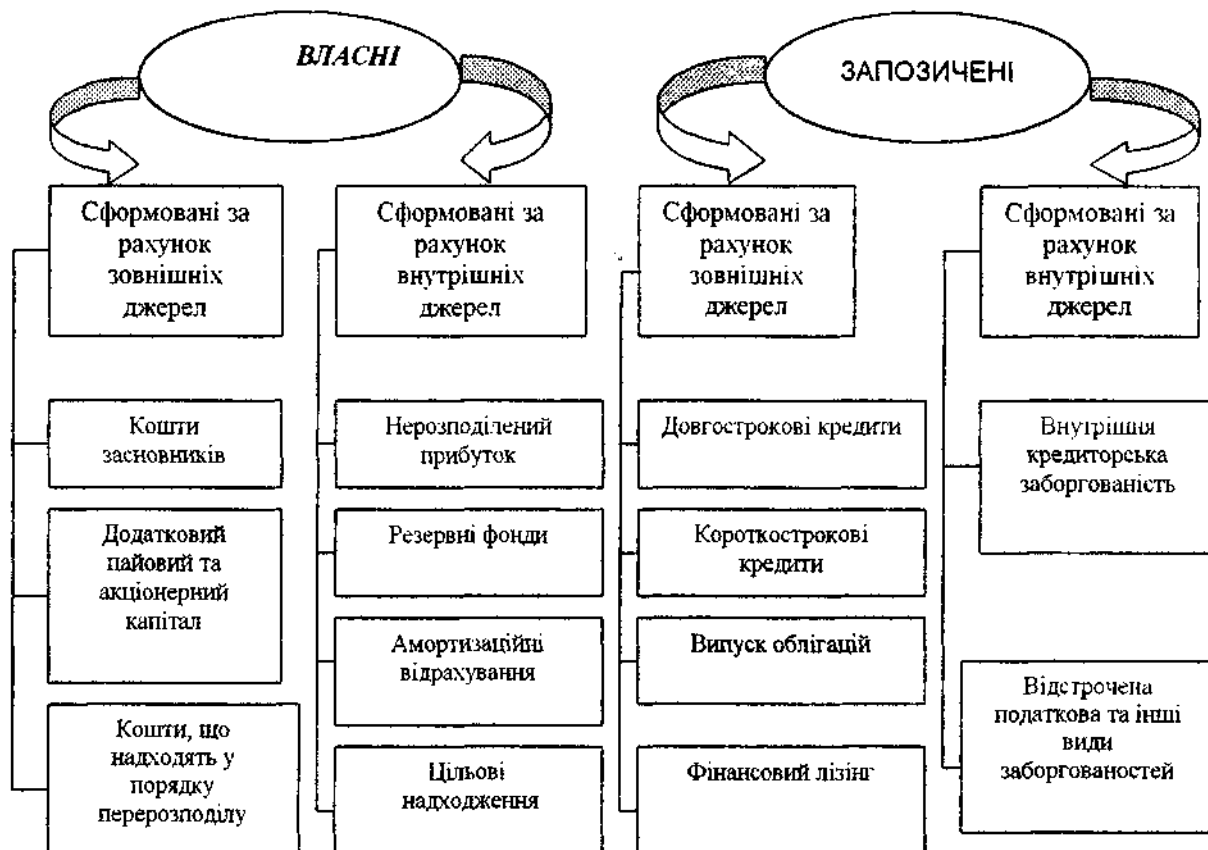 ВЛАСНІ
ЗАПОЗИЧЕНІ
Сформовані за
рахунок
зовнішніх
джерел
Сформовані за
рахунок
внутрішніх
джерел
Сформовані за
рахунок
зовнішніх
джерел
Сформовані за
рахунок
внутрішніх
джерел
Кошти
засновників
Додатковий
пайовий та
акціонерний
капітал
Кошти, що
надходять у
порядку
перерозподілу
Нерозподілений
прибуток
Резервні фонди
Амортизаційні
відрахування
Цільові
надходження
Довгострокові кредити
Короткострокові
кредити
Випуск облігацій
Фінансовий лізінг
Внутрішня
кредиторська
заборгованість
Відстрочена
податкова та інші
види
заборгованостей